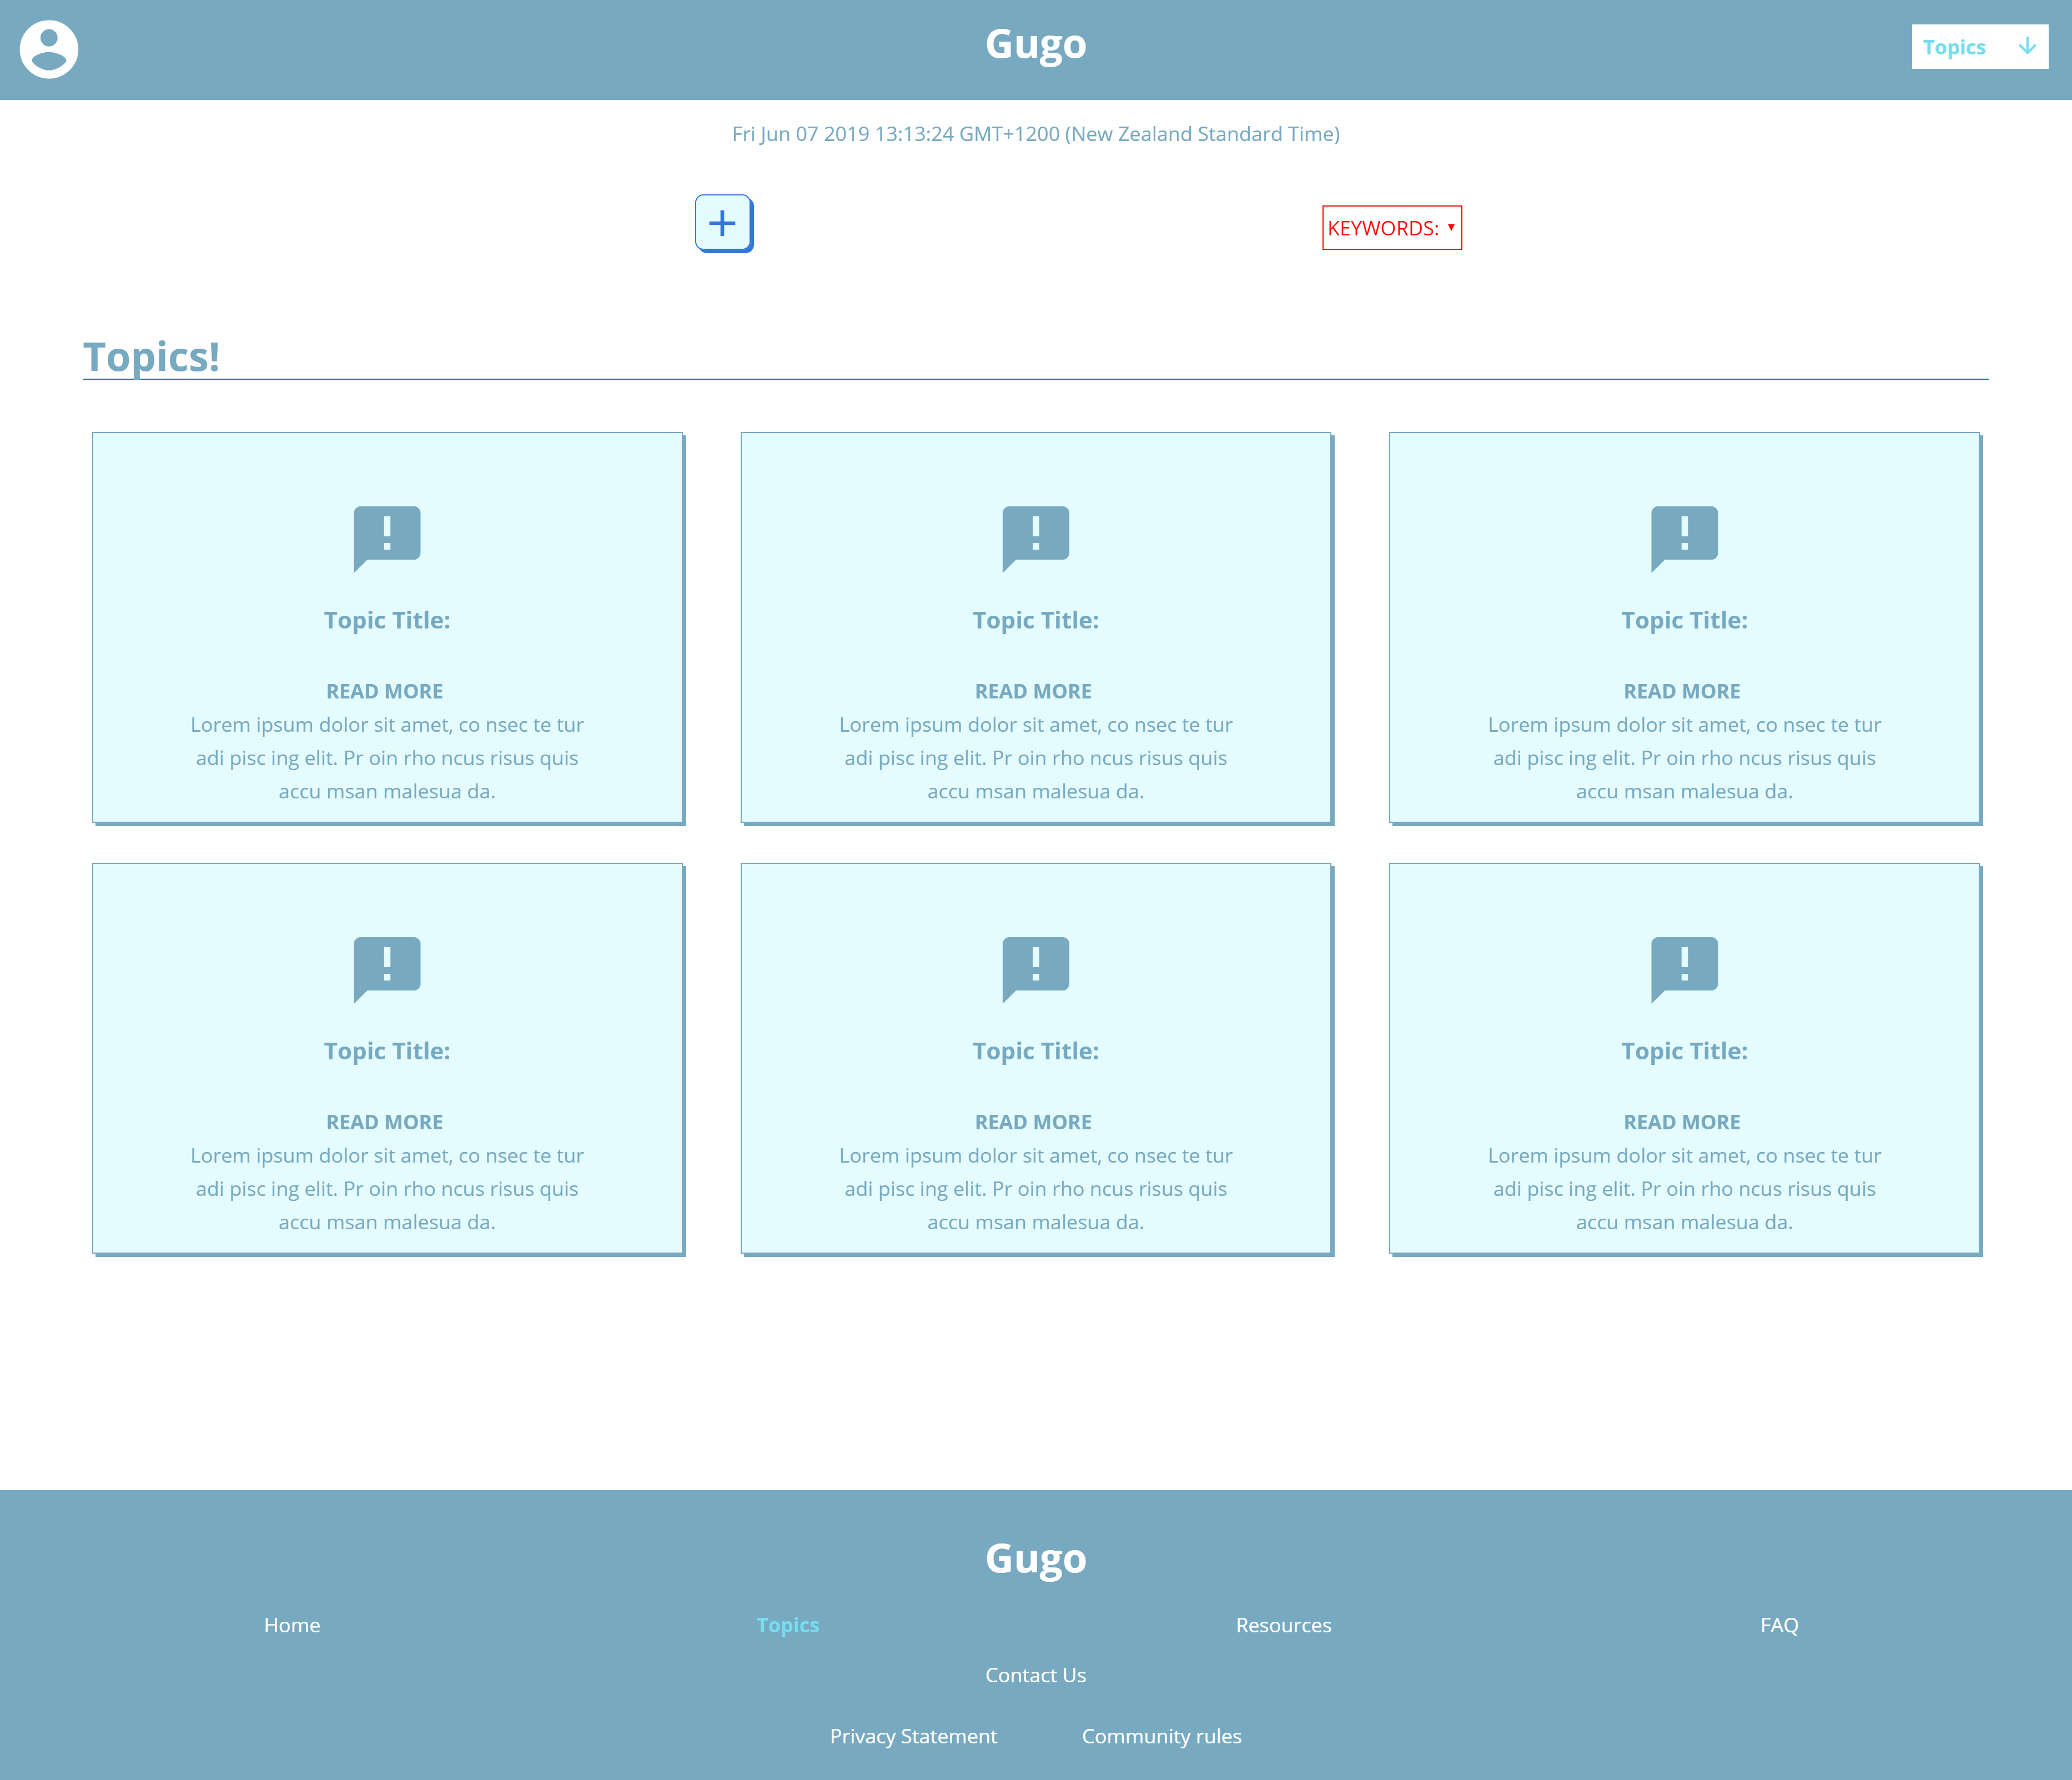 Gugo
Topics
Fri Jun 07 2019 13:13:24 GMT+1200 (New Zealand Standard Time)
KEYWORDS:
Topics!
Topic Title:
READ MORE
Lorem ipsum dolor sit amet, co nsec te tur
adi pisc ing elit. Pr oin rho ncus risus quis
accu msan malesua da.
Topic Title:
READ MORE
Lorem ipsum dolor sit amet, co nsec te tur
adi pisc ing elit. Pr oin rho ncus risus quis
accu msan malesua da.
Topic Title:
READ MORE
Lorem ipsum dolor sit amet, co nsec te tur
adi pisc ing elit. Pr oin rho ncus risus quis
accu msan malesua da.
Topic Title:
READ MORE
Lorem ipsum dolor sit amet, co nsec te tur
adi pisc ing elit. Pr oin rho ncus risus quis
accu msan malesua da.
Topic Title:
READ MORE
Lorem ipsum dolor sit amet, co nsec te tur
adi pisc ing elit. Pr oin rho ncus risus quis
accu msan malesua da.
Topic Title:
READ MORE
Lorem ipsum dolor sit amet, co nsec te tur
adi pisc ing elit. Pr oin rho ncus risus quis
accu msan malesua da.
Gugo
Home
Topics
Resources
FAQ
Contact Us
Privacy Statement
Community rules